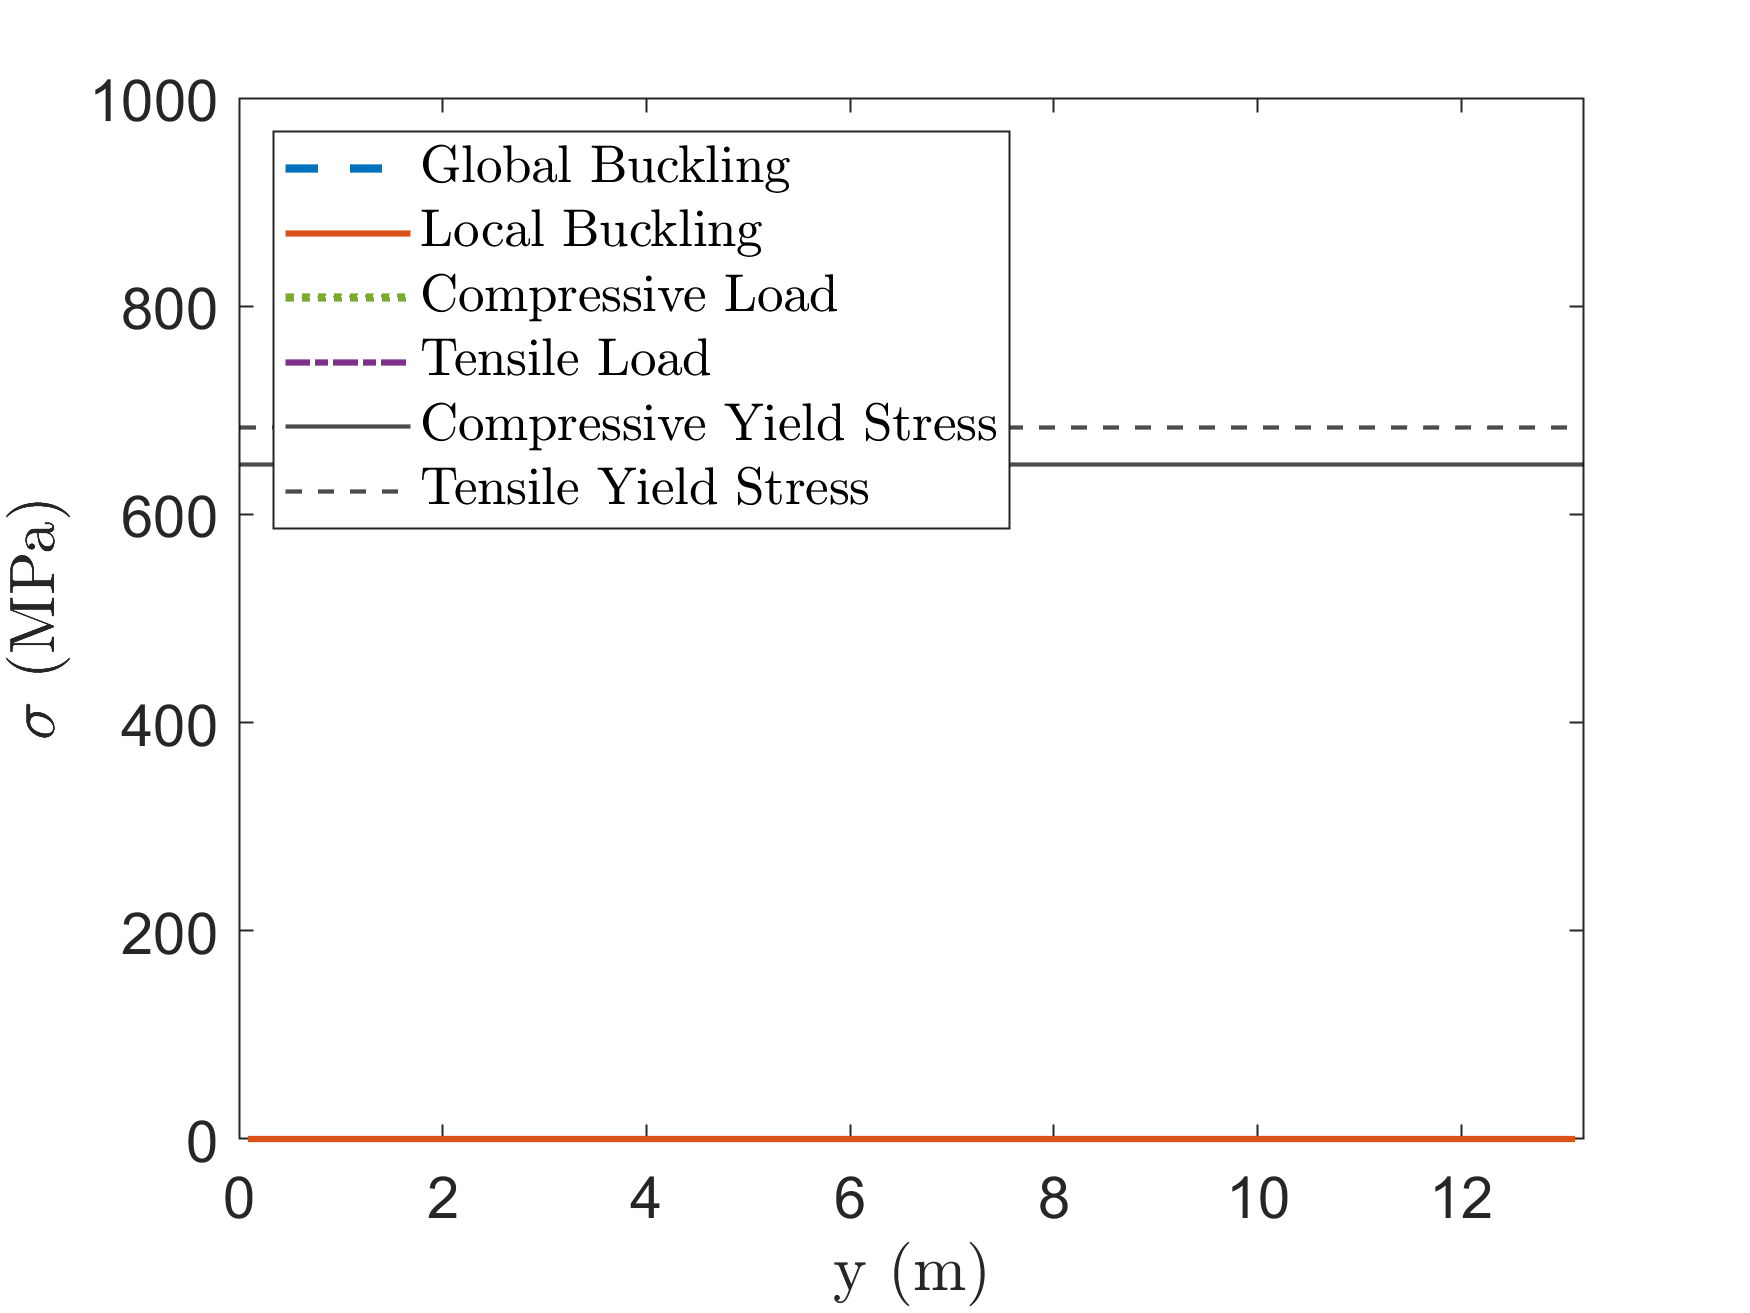 1000
800
600
400
200
0
σ (MPa)
Global Buckling
Local Buckling
Compressive Load
Tensile Load
Compressive Yield Stress
Tensile Yield Stress
0 2 4 6 8 10 12
y (m)